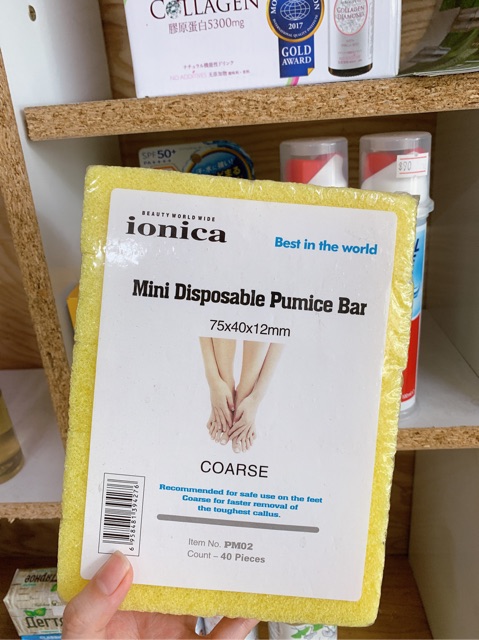 COLLAGEN
膠原蛋白5300mg
2017
GOLD
AWARD
SPF50+
BEAUTY WORLD WIDE
ionica
Best in the world
Mini Disposable Pumice Bar
75x40x12mm
COARSE
Recommended for safe use on the feet
Coarse for faster removal of
the toughest callus.
Item No. PM02
Count – 40 Pieces